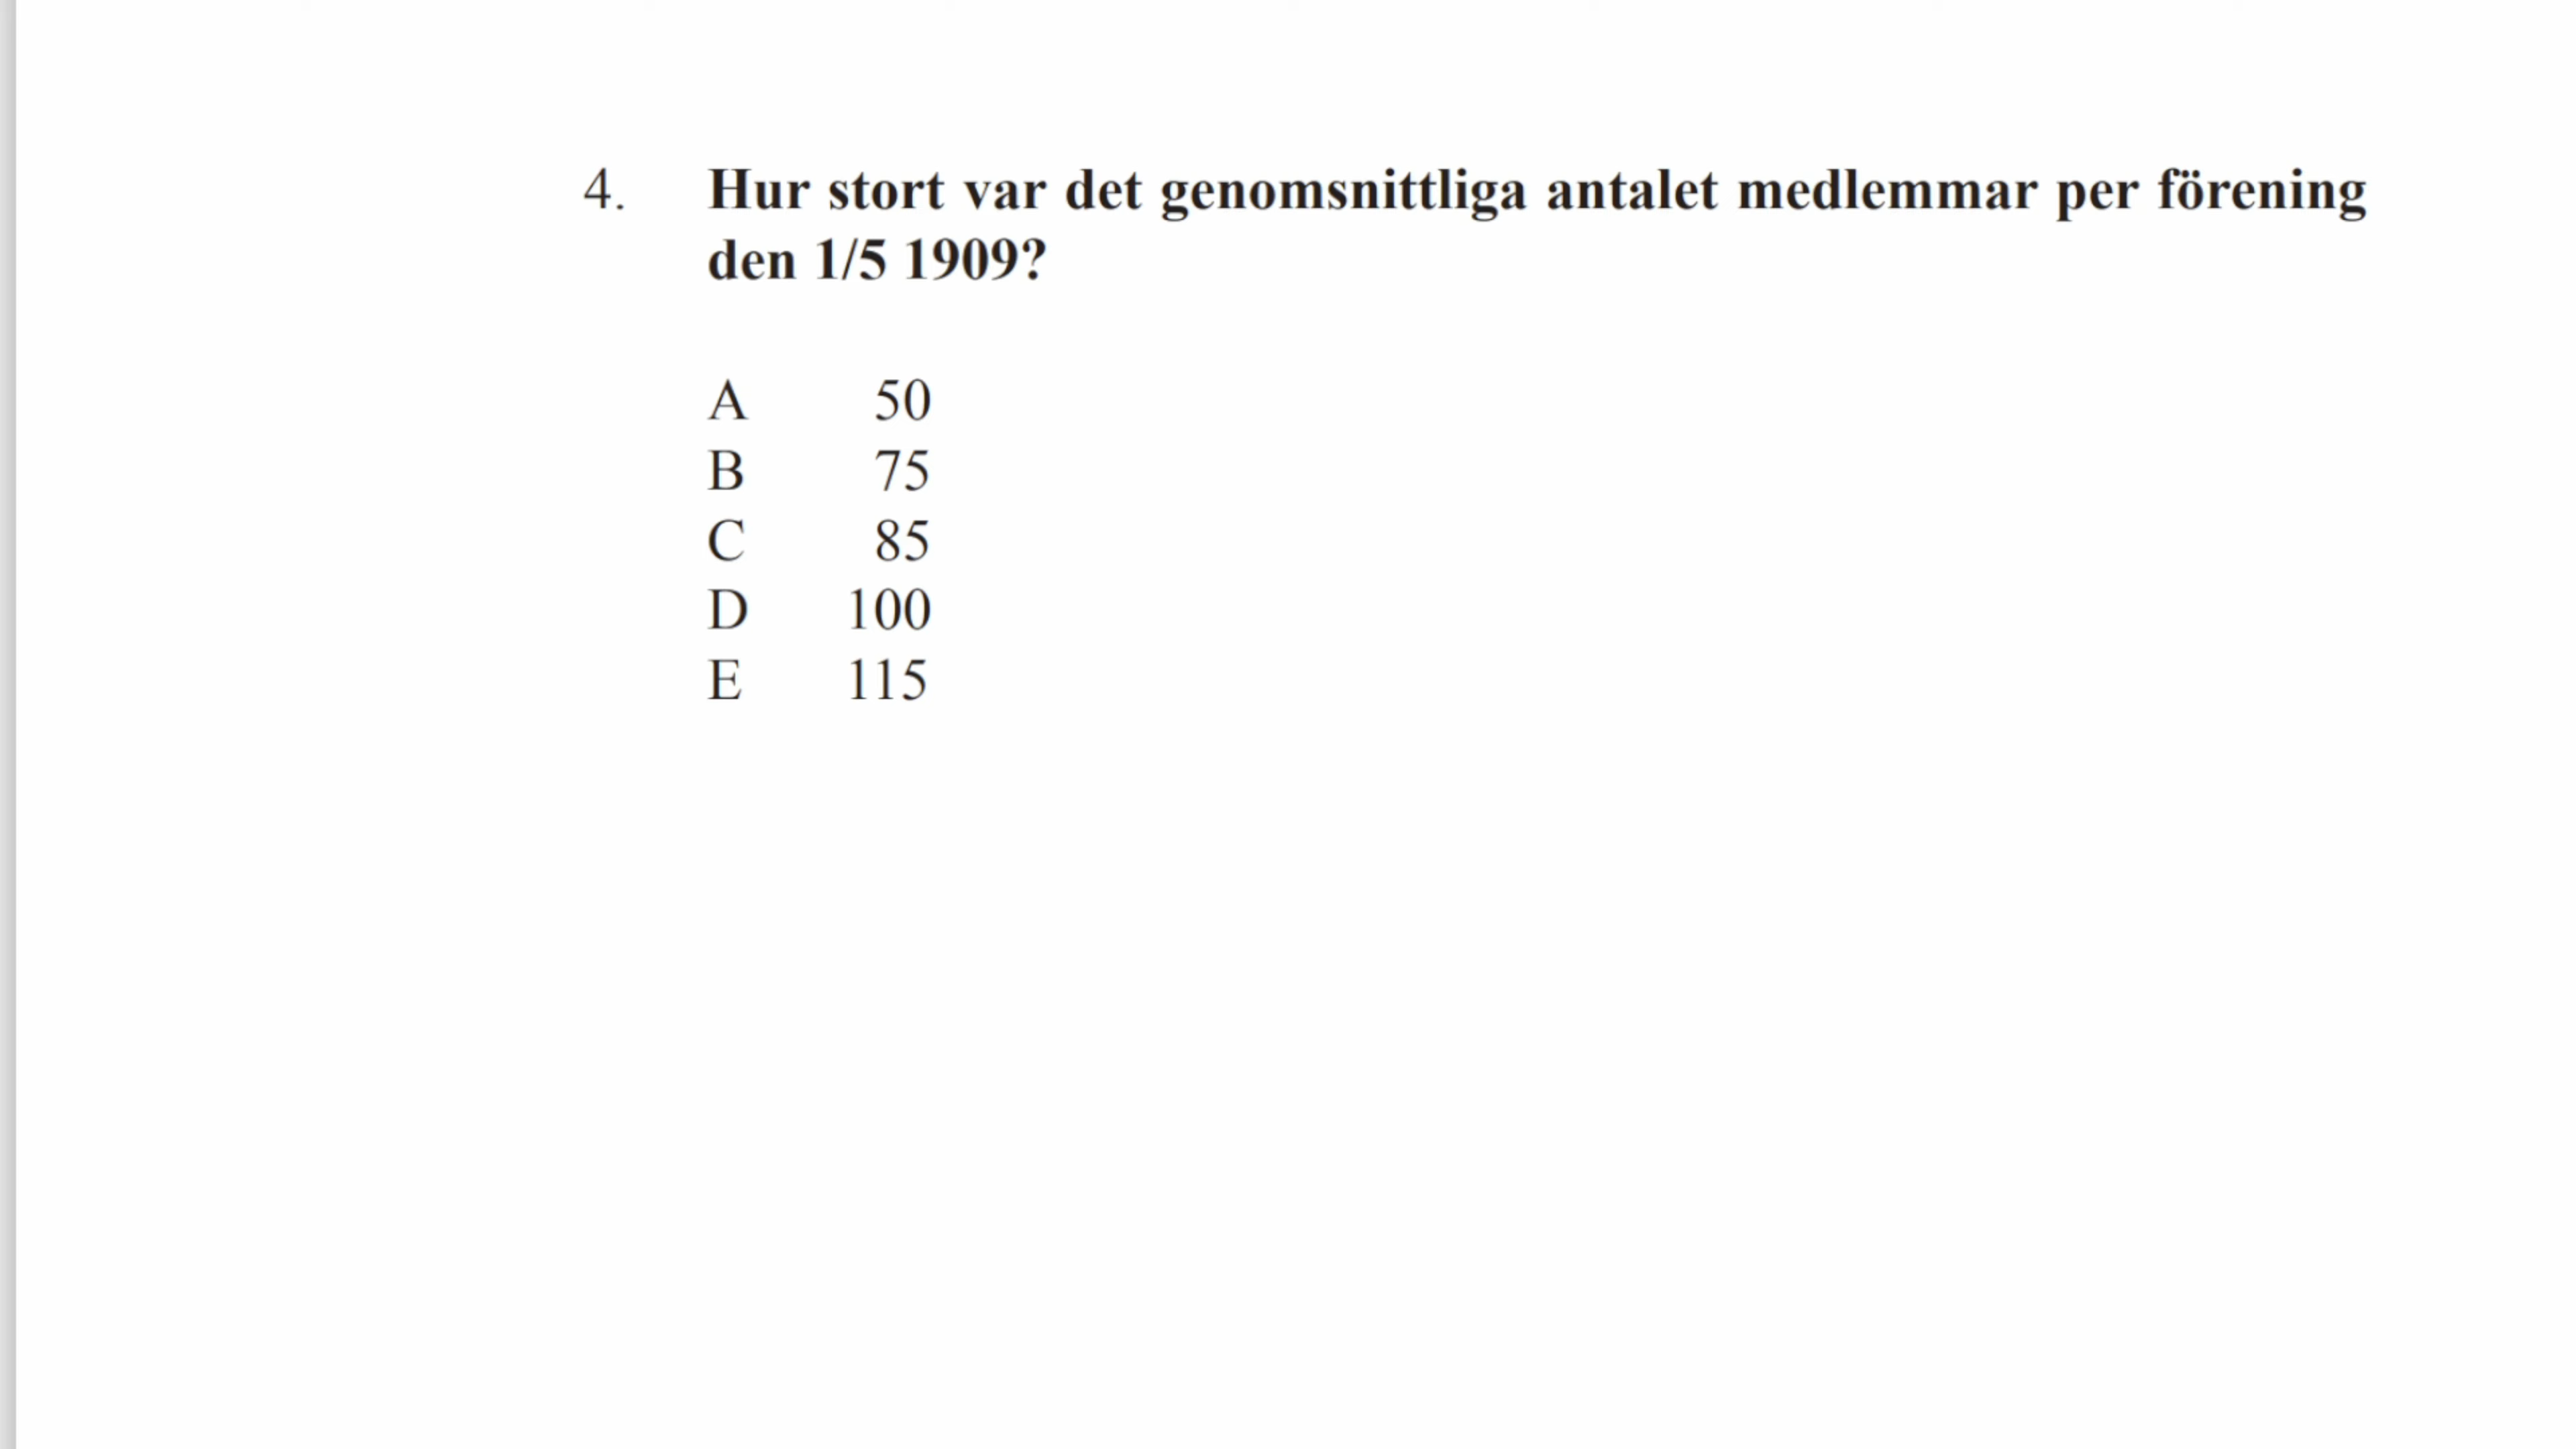 4. Hur stort var det genomsnittliga antalet medlemmar per förening
den 1/5 1909?
A 50
B 75
C 85
D 100
E 115